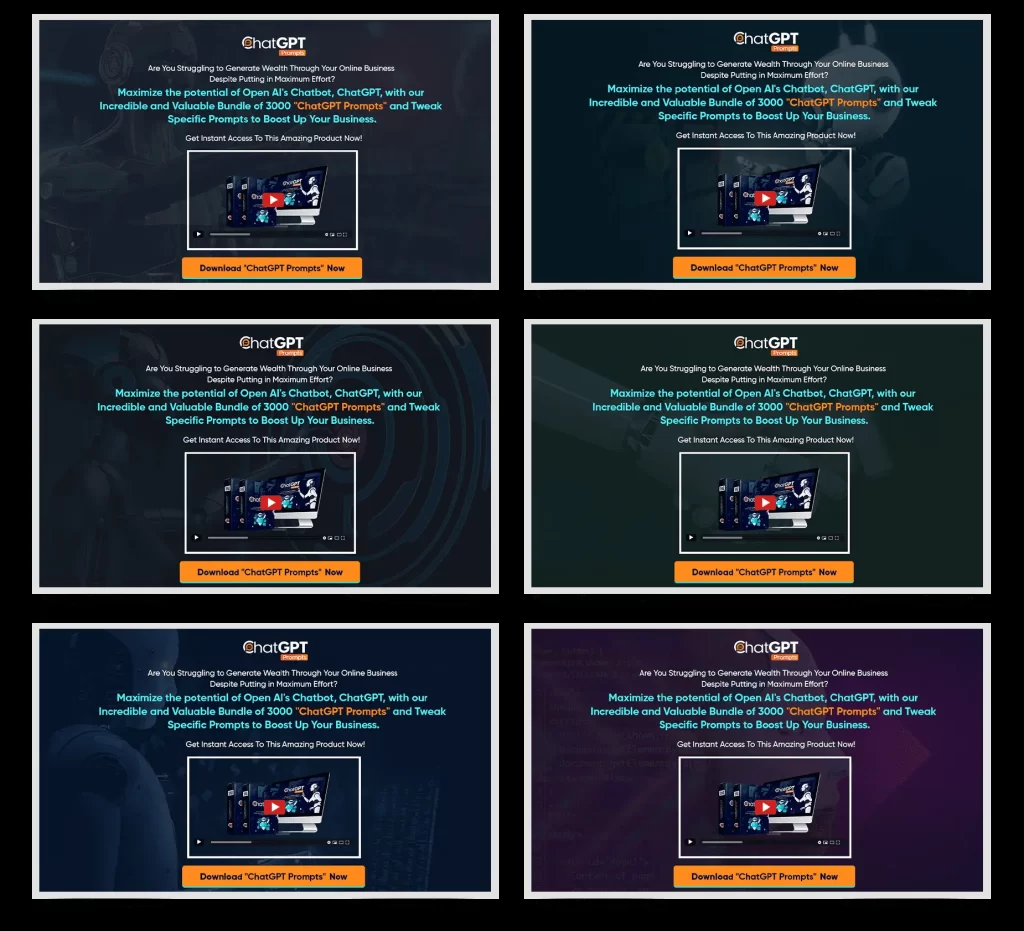 ChatGPT
Prompts
Are You Struggling to Generate Wealth Through Your Online Business
Despite Putting in Maximum Effort?
Maximize the potential of Open AI's Chatbot, ChatGPT, with our
Incredible and Valuable Bundle of 3000 "ChatGPT Prompts" and Tweak
Specific Prompts to Boost Up Your Business.
Get Instant Access To This Amazing Product Now!
Download "ChatGPT Prompts" Now
ChatGPT
Prompts
Are You Struggling to Generate Wealth Through Your Online Business
Despite Putting in Maximum Effort?
Maximize the potential of Open AI's Chatbot, ChatGPT, with our
Incredible and Valuable Bundle of 3000 "ChatGPT Prompts" and Tweak
Specific Prompts to Boost Up Your Business.
Get Instant Access To This Amazing Product Now!
Download "ChatGPT Prompts" Now
ChatGPT
Prompts
Are You Struggling to Generate Wealth Through Your Online Business
Despite Putting in Maximum Effort?
Maximize the potential of Open AI's Chatbot, ChatGPT, with our
Incredible and Valuable Bundle of 3000 "ChatGPT Prompts" and Tweak
Specific Prompts to Boost Up Your Business.
Get Instant Access To This Amazing Product Now!
Download "ChatGPT Prompts" Now
ChatGPT
Prompts
Are You Struggling to Generate Wealth Through Your Online Business
Despite Putting in Maximum Effort?
Maximize the potential of Open AI's Chatbot, ChatGPT, with our
Incredible and Valuable Bundle of 3000 "ChatGPT Prompts" and Tweak
Specific Prompts to Boost Up Your Business.
Get Instant Access To This Amazing Product Now!
Download "ChatGPT Prompts" Now
ChatGPT
Prompts
Are You Struggling to Generate Wealth Through Your Online Business
Despite Putting in Maximum Effort?
Maximize the potential of Open AI's Chatbot, ChatGPT, with our
Incredible and Valuable Bundle of 3000 "ChatGPT Prompts" and Tweak
Specific Prompts to Boost Up Your Business.
Get Instant Access To This Amazing Product Now!
Download "ChatGPT Prompts" Now
ChatGPT
Prompts
Are You Struggling to Generate Wealth Through Your Online Business
Despite Putting in Maximum Effort?
Maximize the potential of Open AI's Chatbot, ChatGPT, with our
Incredible and Valuable Bundle of 3000 "ChatGPT Prompts" and Tweak
Specific Prompts to Boost Up Your Business.
Get Instant Access To This Amazing Product Now!
Download "ChatGPT Prompts" Now